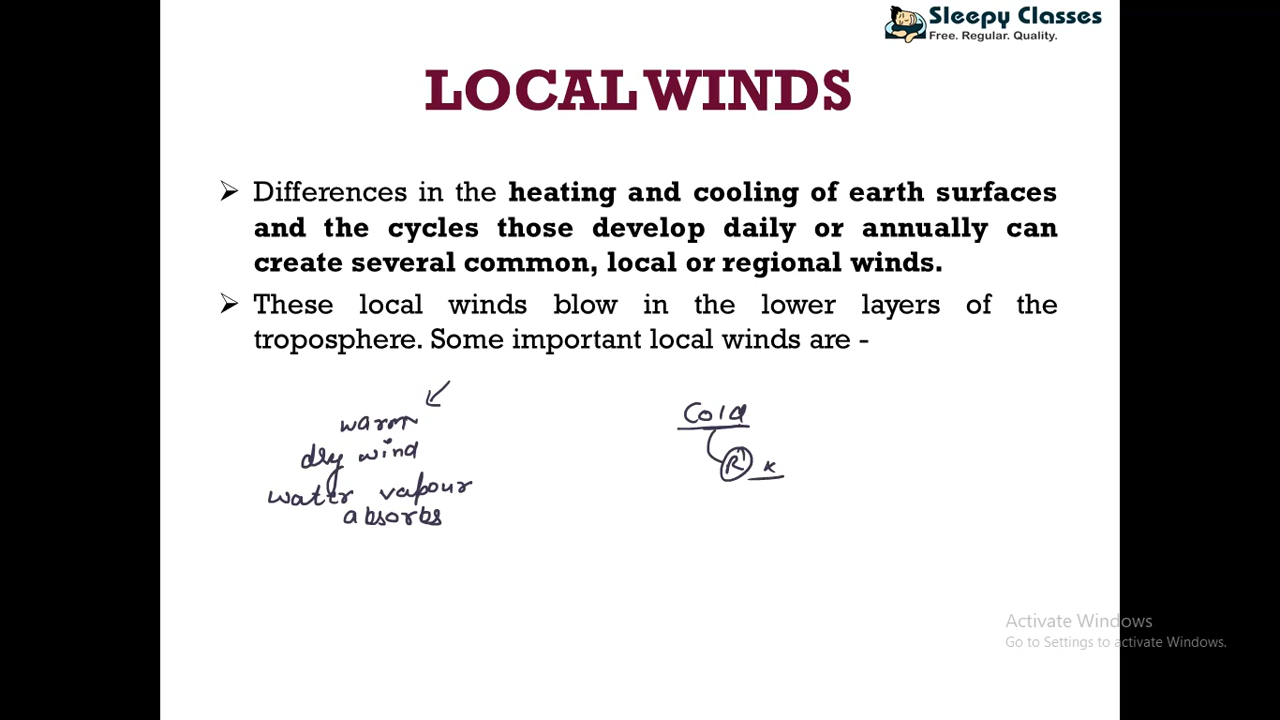 Sleepy Classes
Free. Regular. Quality.
LOCAL WINDS
➢ Differences in the heating and cooling of earth surfaces
and the cycles those develop daily or annually can
create several common, local or regional winds.
➢ These local winds blow in the lower layers of the
troposphere. Some important local winds are -
warm
dry wind
water vapour
absorbs
Cold
R
Activate Windows
Go to Settings to activate Windows.